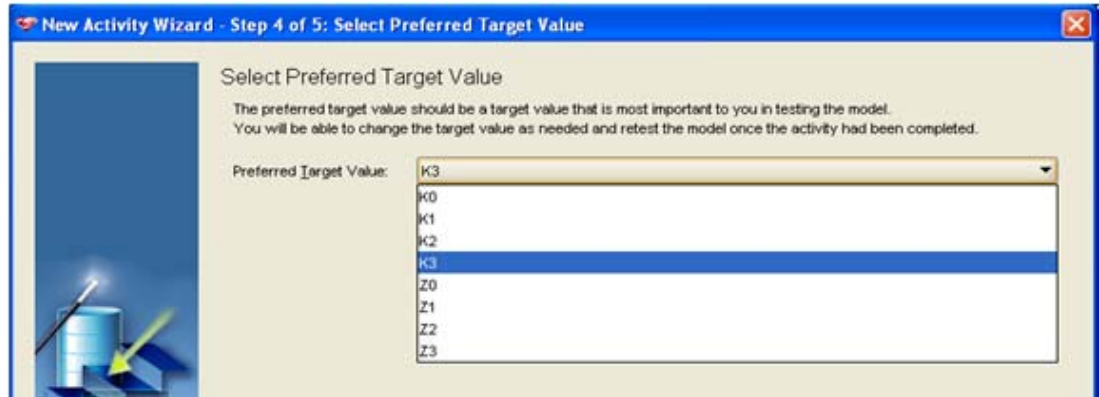 New Activity Wizard - Step 4 of 5: Select Preferred Target Value
Select Preferred Target Value
The preferred target value should be a target value that is most important to you in testing the model.
You will be able to change the target value as needed and retest the model once the activity had been completed.
Preferred Target Value: K3
K0
K1
K2
K3
Z0
Z1
Z2
Z3